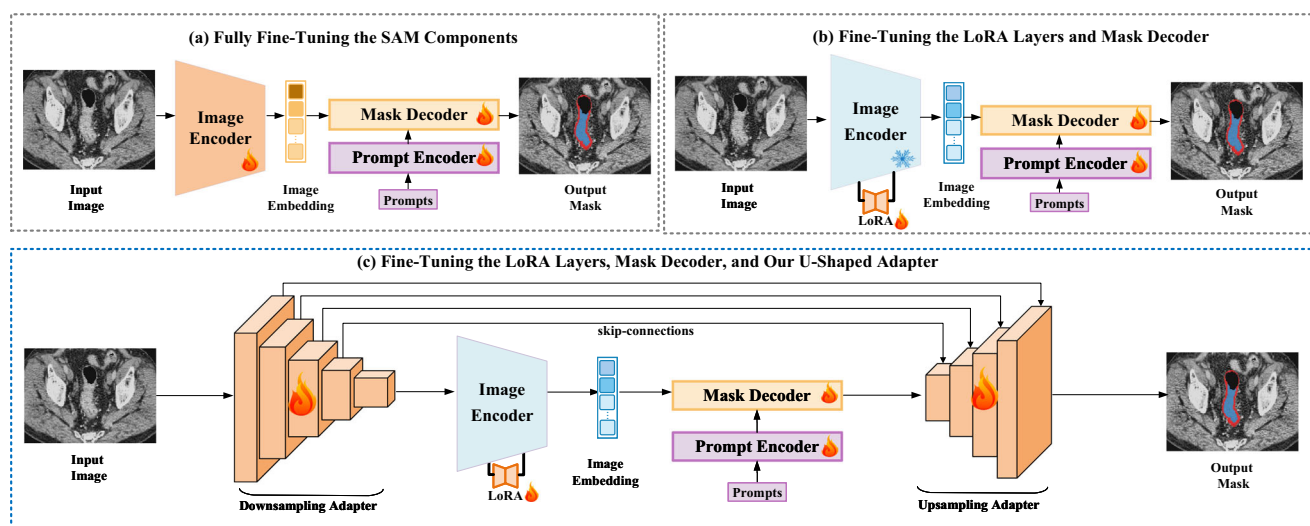 (a) Fully Fine-Tuning the SAM Components
Input
Image
Image
Encoder
Image
Embedding
Mask Decoder
Prompt Encoder
Prompts
Output
Mask
(b) Fine-Tuning the LoRA Layers and Mask Decoder
Input
Image
Image
Encoder
LoRA
Image
Embedding
Mask Decoder
Prompt Encoder
Prompts
Output
Mask
(c) Fine-Tuning the LoRA Layers, Mask Decoder, and Our U-Shaped Adapter
skip-connections
Input
Image
Downsampling Adapter
Image
Encoder
LoRA
Image
Embedding
Mask Decoder
Prompt Encoder
Prompts
Upsampling Adapter
Output
Mask